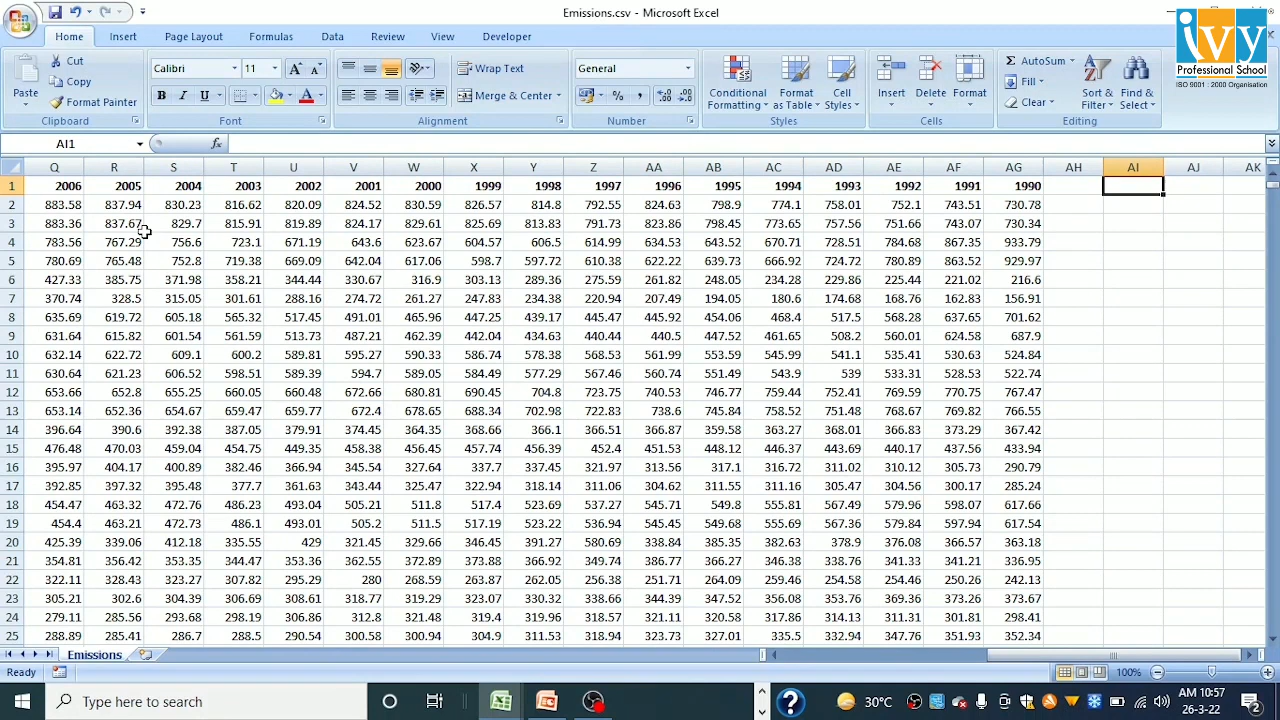 Emissions.csv - Microsoft Excel
Home Insert Page Layout Formulas Data Review View Developer
ivy
Professional School
ISO 9001 : 2000 Organisation
Paste Cut Copy Format Painter Clipboard
Calibri 11 B I U A A A Font
Wrap Text Merge & Center Alignment
General % , Number
Conditional Formatting Format as Table Cell Styles Styles
Insert Delete Format Cells
Σ AutoSum Fill Clear Sort & Filter Find & Select Editing
AI1 fx
Q R S T U V W X Y Z AA AB AC AD AE AF AG AH AI AJ AK
1 2006 2005 2004 2003 2002 2001 2000 1999 1998 1997 1996 1995 1994 1993 1992 1991 1990
2 883.58 837.94 830.23 816.62 820.09 824.52 830.59 826.57 814.8 792.55 824.63 798.9 774.1 758.01 752.1 743.51 730.78
3 883.36 837.67 829.7 815.91 819.89 824.17 829.61 825.69 813.83 791.73 823.86 798.45 773.65 757.56 751.66 743.07 730.34
4 783.56 767.29 756.6 723.1 671.19 643.6 623.67 604.57 606.5 614.99 634.53 643.52 670.71 728.51 784.68 867.35 933.79
5 780.69 765.48 752.8 719.38 669.09 642.04 617.06 598.7 597.72 610.38 622.22 639.73 666.92 724.72 780.89 863.52 929.97
6 427.33 385.75 371.98 358.21 344.44 330.67 316.9 303.13 289.36 275.59 261.82 248.05 234.28 229.86 225.44 221.02 216.6
7 370.74 328.5 315.05 301.61 288.16 274.72 261.27 247.83 234.38 220.94 207.49 194.05 180.6 174.68 168.76 162.83 156.91
8 635.69 619.72 605.18 565.32 517.45 491.01 465.96 447.25 439.17 445.47 445.92 454.06 468.4 517.5 568.28 637.65 701.62
9 631.64 615.82 601.54 561.59 513.73 487.21 462.39 442.04 434.63 440.44 440.5 447.52 461.65 508.2 560.01 624.58 687.9
10 632.14 622.72 609.1 600.2 589.81 595.27 590.33 586.74 578.38 568.53 561.99 553.59 545.99 541.1 535.41 530.63 524.84
11 630.64 621.23 606.52 598.51 589.39 594.7 589.05 584.49 577.29 567.46 560.74 551.49 543.9 539 533.31 528.53 522.74
12 653.66 652.8 655.25 660.05 660.48 672.66 680.81 690.45 704.8 723.75 740.53 746.77 759.44 752.41 769.59 770.75 767.47
13 653.14 652.36 654.67 659.47 659.77 672.4 678.65 688.34 702.98 722.83 738.6 745.84 758.52 751.48 768.67 769.82 766.55
14 396.64 390.6 392.38 387.05 379.91 374.45 364.35 368.66 366.1 366.51 366.87 359.58 363.27 368.01 366.83 373.29 367.42
15 476.48 470.03 459.04 454.75 449.35 458.38 456.45 457.74 456.39 452.4 451.53 448.12 446.37 443.69 440.17 437.56 433.94
16 395.97 404.17 400.89 382.46 366.94 345.54 327.64 337.7 337.45 321.97 313.56 317.1 316.72 311.02 310.12 305.73 290.79
17 392.85 397.32 395.48 377.7 361.63 343.44 325.47 322.94 318.14 311.06 304.62 311.55 311.16 305.47 304.56 300.17 285.24
18 454.47 463.32 472.76 486.23 493.04 505.21 511.8 517.4 523.69 537.27 545.71 549.8 555.81 567.49 579.96 598.07 617.66
19 454.4 463.21 472.73 486.1 493.01 505.2 511.5 517.19 523.22 536.94 545.45 549.68 555.69 567.36 579.84 597.94 617.54
20 425.39 339.06 412.18 335.55 429 321.45 329.66 346.45 391.27 580.69 338.84 385.35 382.63 378.9 376.08 366.57 363.18
21 354.81 356.42 353.35 344.47 353.36 362.55 372.89 373.88 366.92 349.74 386.77 366.27 346.38 338.76 341.33 341.21 336.95
22 322.11 328.43 323.27 307.82 295.29 280 268.59 263.87 262.05 256.38 251.71 264.09 259.46 254.58 254.46 250.26 242.13
23 305.21 302.6 304.39 306.69 308.61 318.77 319.29 323.07 330.32 338.66 344.39 347.52 356.08 353.76 369.36 373.26 373.67
24 279.11 285.56 293.68 298.19 306.86 312.8 321.48 319.4 319.96 318.57 321.44 320.58 317.86 314.13 311.31 301.81 298.41
25 288.89 285.41 286.7 288.5 290.54 300.58 300.94 304.9 311.53 318.94 323.73 327.01 335.5 332.94 347.76 351.93 352.34
Emissions
Ready 100%
Type here to search 30°C AM 10:57
26-3-22 2